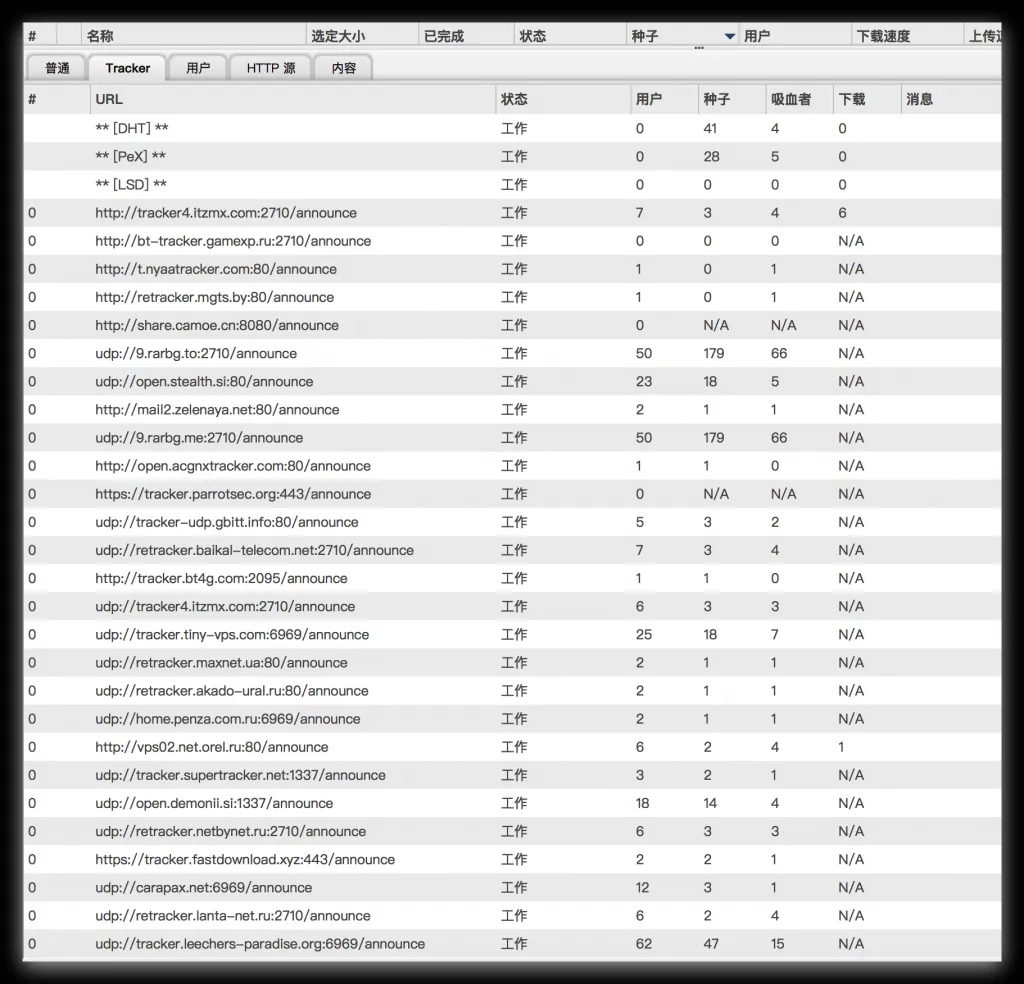 # 名称 选定大小 已完成 状态 种子 用户 下载速度 上传
普通 Tracker 用户 HTTP 源 内容
# URL 状态 用户 种子 吸血者 下载 消息
** [DHT] ** 工作 0 41 4 0
** [PeX] ** 工作 0 28 5 0
** [LSD] ** 工作 0 0 0 0
0 http://tracker4.itzmx.com:2710/announce 工作 7 3 4 6
0 http://bt-tracker.gamexp.ru:2710/announce 工作 0 0 0 N/A
0 http://t.nyaatracker.com:80/announce 工作 1 0 1 N/A
0 http://retracker.mgts.by:80/announce 工作 1 0 1 N/A
0 http://share.camoe.cn:8080/announce 工作 0 N/A N/A N/A
0 udp://9.rarbg.to:2710/announce 工作 50 179 66 N/A
0 udp://open.stealth.si:80/announce 工作 23 18 5 N/A
0 http://mail2.zelenaya.net:80/announce 工作 2 1 1 N/A
0 udp://9.rarbg.me:2710/announce 工作 50 179 66 N/A
0 http://open.acgnxtracker.com:80/announce 工作 1 1 0 N/A
0 https://tracker.parrotsec.org:443/announce 工作 0 N/A N/A N/A
0 udp://tracker-udp.gbitt.info:80/announce 工作 5 3 2 N/A
0 udp://retracker.baikal-telecom.net:2710/announce 工作 7 3 4 N/A
0 http://tracker.bt4g.com:2095/announce 工作 1 1 0 N/A
0 udp://tracker4.itzmx.com:2710/announce 工作 6 3 3 N/A
0 udp://tracker.tiny-vps.com:6969/announce 工作 25 18 7 N/A
0 udp://retracker.maxnet.ua:80/announce 工作 2 1 1 N/A
0 udp://retracker.akado-ural.ru:80/announce 工作 2 1 1 N/A
0 udp://home.penza.com.ru:6969/announce 工作 2 1 1 N/A
0 http://vps02.net.orel.ru:80/announce 工作 6 2 4 1
0 udp://tracker.supertracker.net:1337/announce 工作 3 2 1 N/A
0 udp://open.demonii.si:1337/announce 工作 18 14 4 N/A
0 udp://retracker.netbynet.ru:2710/announce 工作 6 3 3 N/A
0 https://tracker.fastdownload.xyz:443/announce 工作 2 2 1 N/A
0 udp://carapax.net:6969/announce 工作 12 3 1 N/A
0 udp://retracker.lanta-net.ru:2710/announce 工作 6 2 4 N/A
0 udp://tracker.leechers-paradise.org:6969/announce 工作 62 47 15 N/A